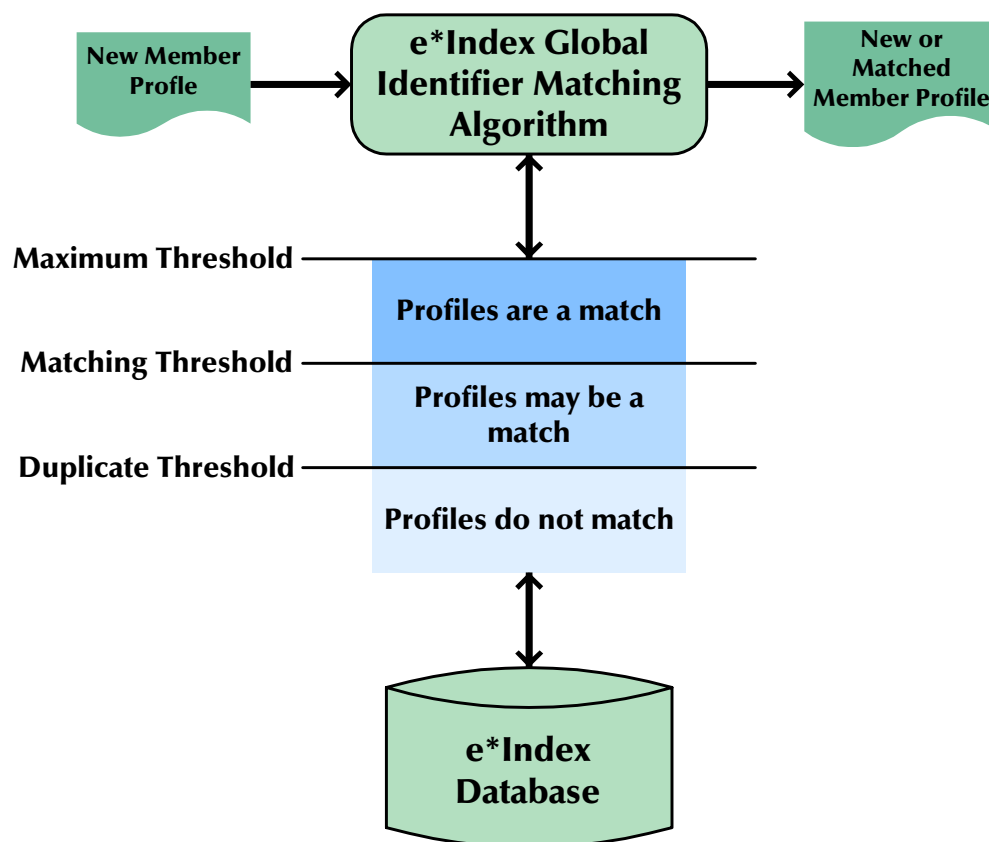 New Member
Profle
e*Index Global
Identifier Matching
Algorithm
New or
Matched
Member Profile
Maximum Threshold
Profiles are a match
Matching Threshold
Profiles may be a
match
Duplicate Threshold
Profiles do not match
e*Index
Database